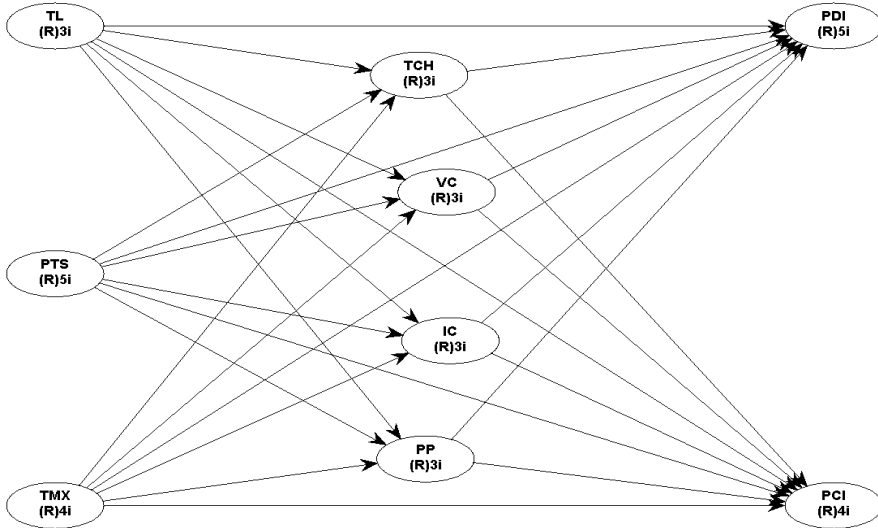 TL
(R)3i
PDI
(R)5i
TCH
(R)3i
VC
(R)3i
PTS
(R)5i
IC
(R)3i
PP
(R)3i
TMX
(R)4i
PCI
(R)4i